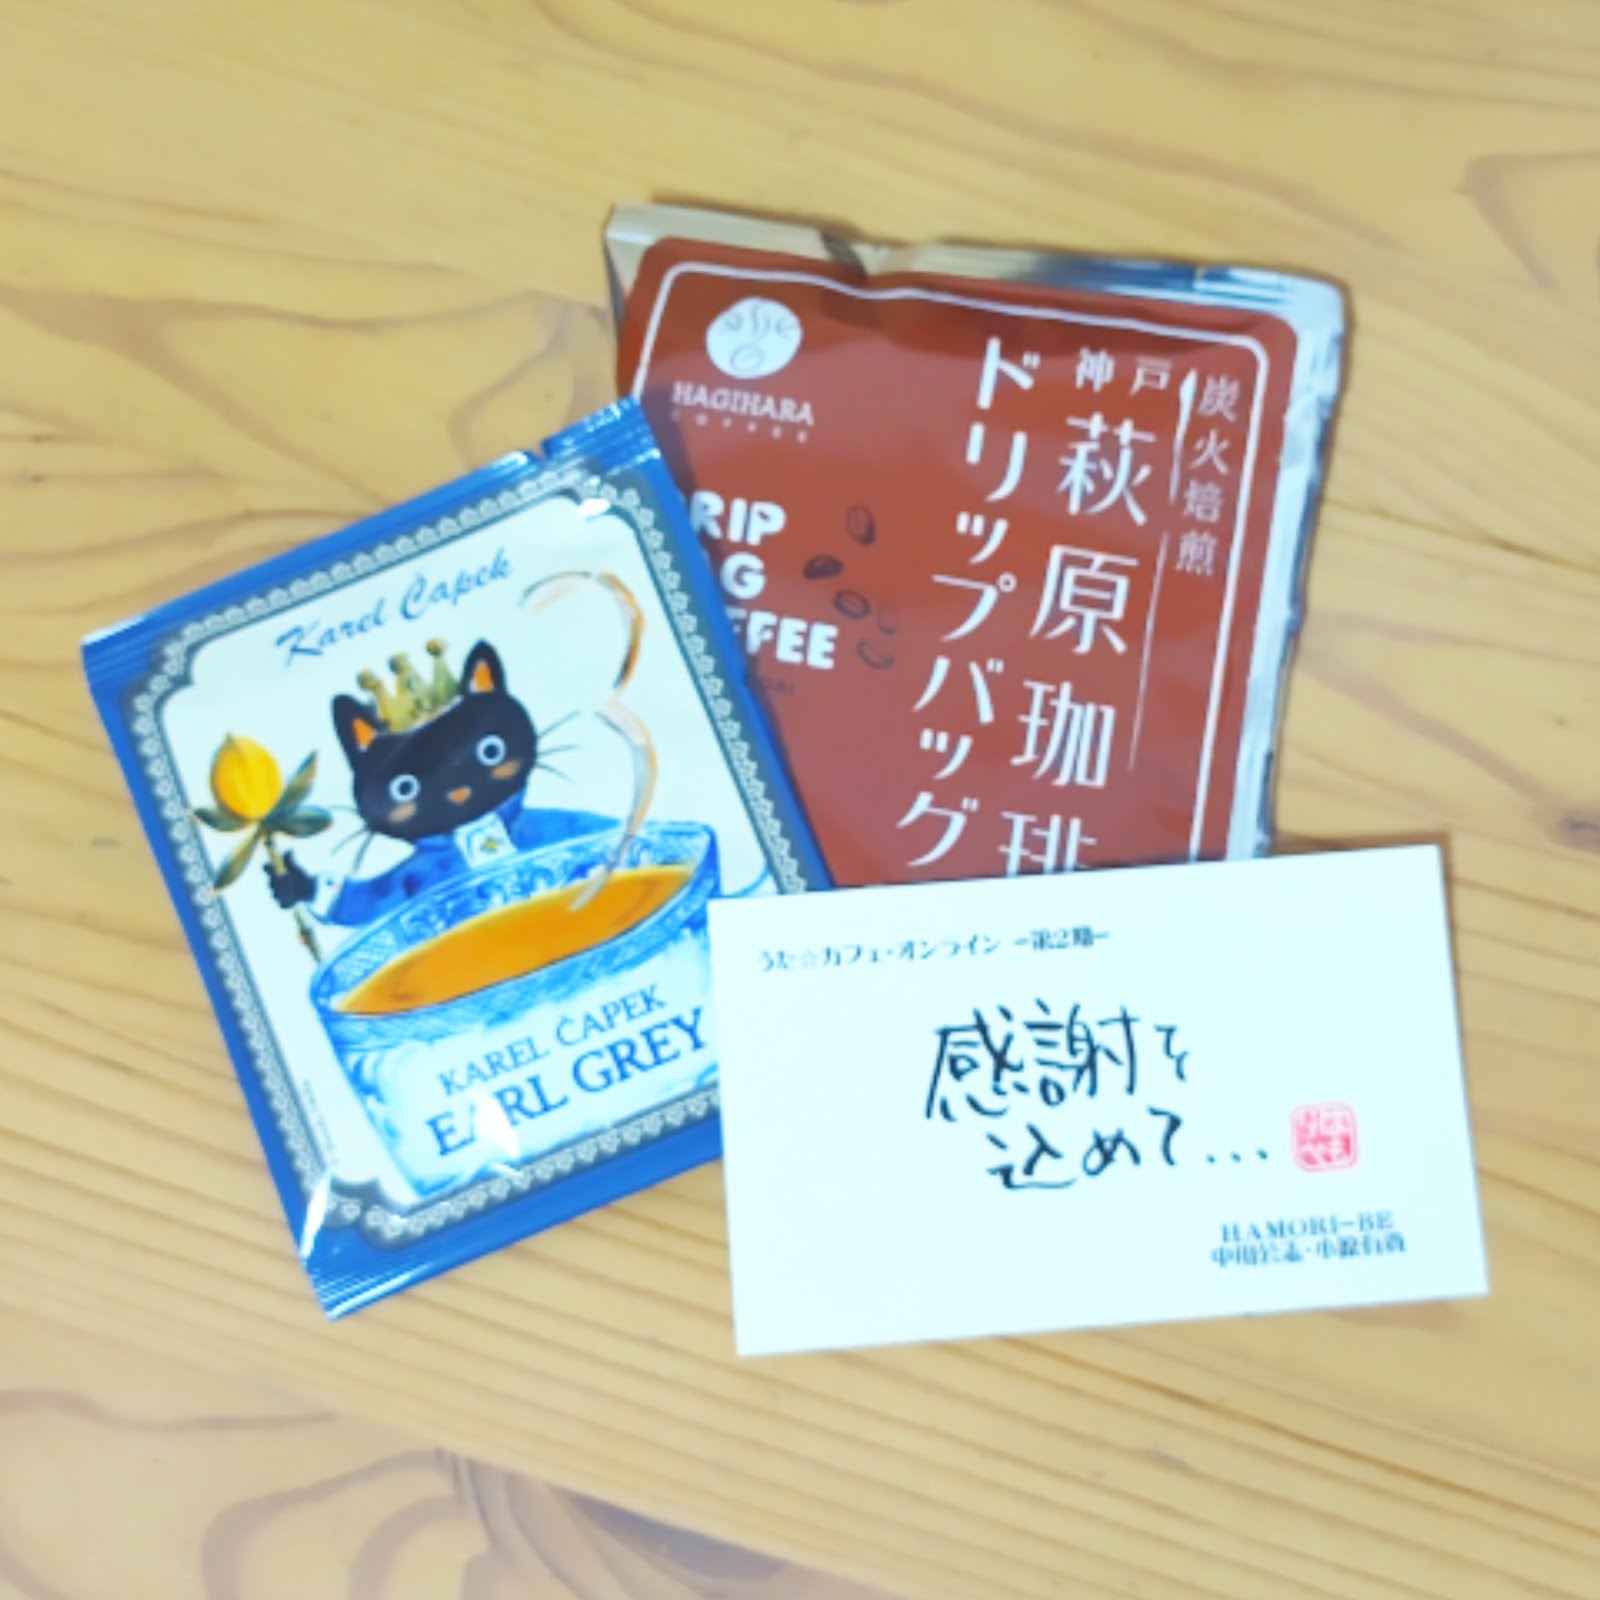 Karel Čapek
KAREL ČAPEK
EARL GREY
HAGIHARA
COFFEE
RIP
FFEE
炭火焙煎
神戸
萩原珈琲
ドリップバッグ
うた☆カフェ・オンライン -第2期-
感謝を
込めて...
HAMORI-BE